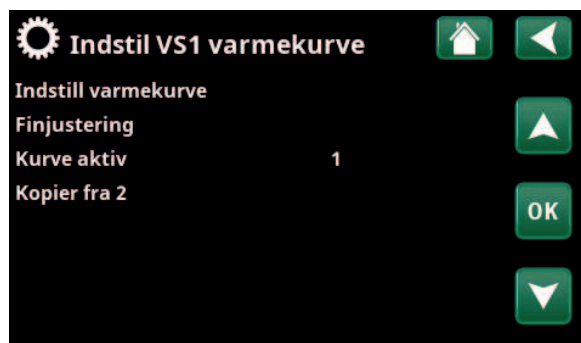 Indstil VS1 varmekurve
Indstill varmekurve
Finjustering
Kurve aktiv 1
Kopier fra 2
OK